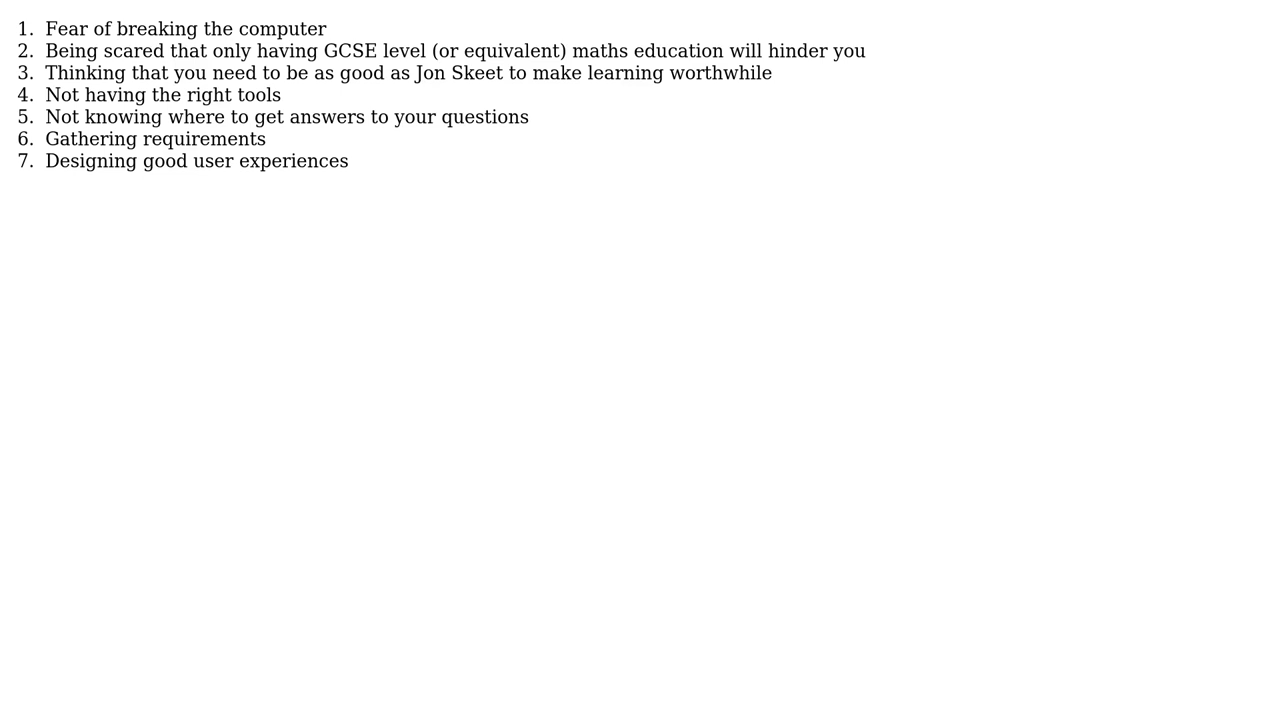 1. Fear of breaking the computer
2. Being scared that only having GCSE level (or equivalent) maths education will hinder you
3. Thinking that you need to be as good as Jon Skeet to make learning worthwhile
4. Not having the right tools
5. Not knowing where to get answers to your questions
6. Gathering requirements
7. Designing good user experiences